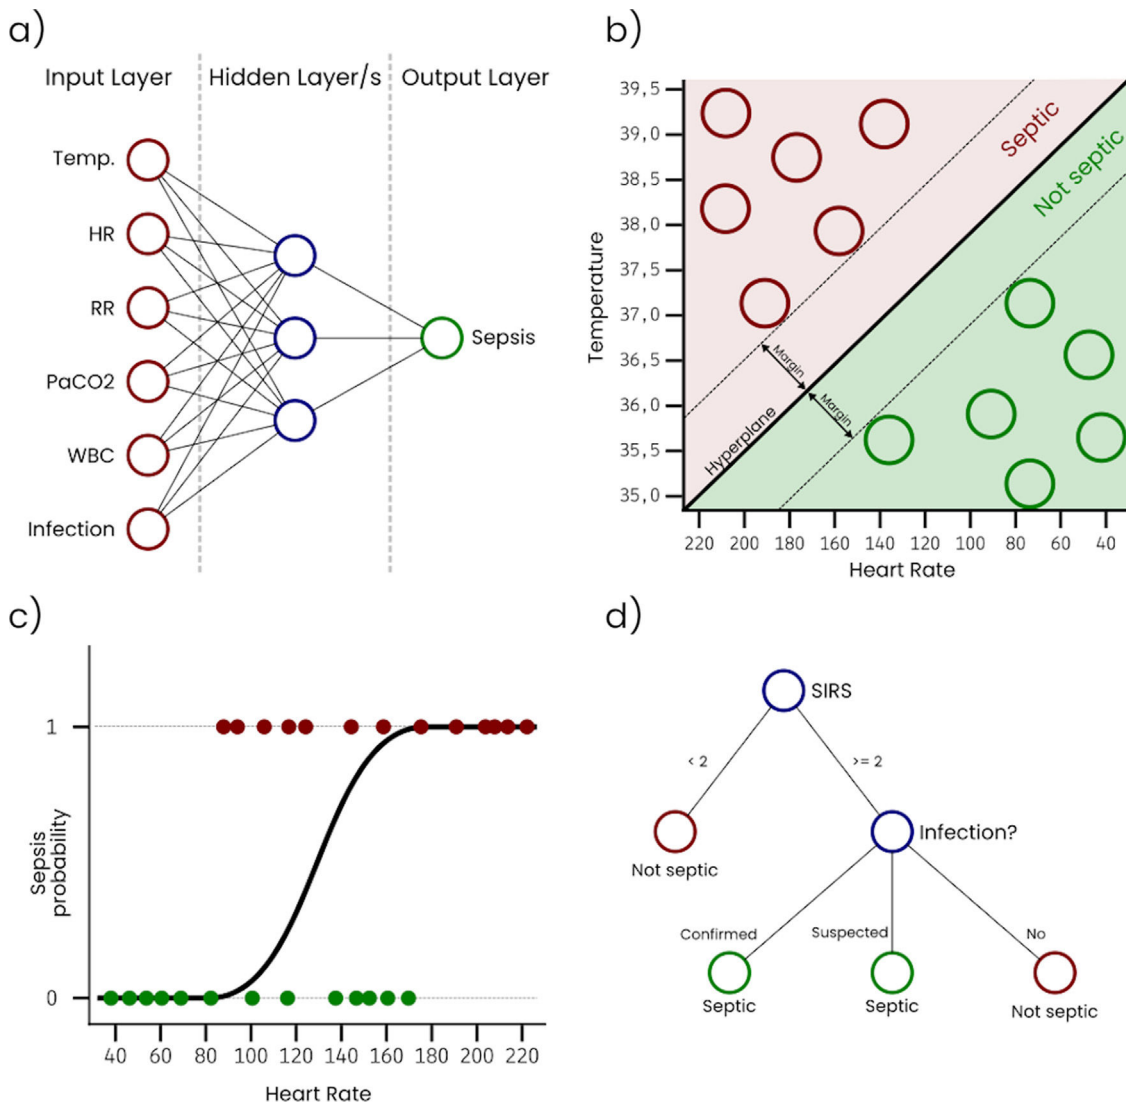 a)
Input Layer
Hidden Layer/s
Output Layer
Temp.
HR
RR
PaCO2
WBC
Infection
Sepsis
b)
39,5
39,0
38,5
38,0
37,5
37,0
36,5
36,0
35,5
35,0
Temperature
Septic
Not septic
Margin
Margin
Hyperplane
220 200 180 160 140 120 100 80 60 40
Heart Rate
c)
1
0
Sepsis
probability
40 60 80 100 120 140 160 180 200 220
Heart Rate
d)
SIRS
< 2
>= 2
Not septic
Infection?
Confirmed
Suspected
No
Septic
Septic
Not septic